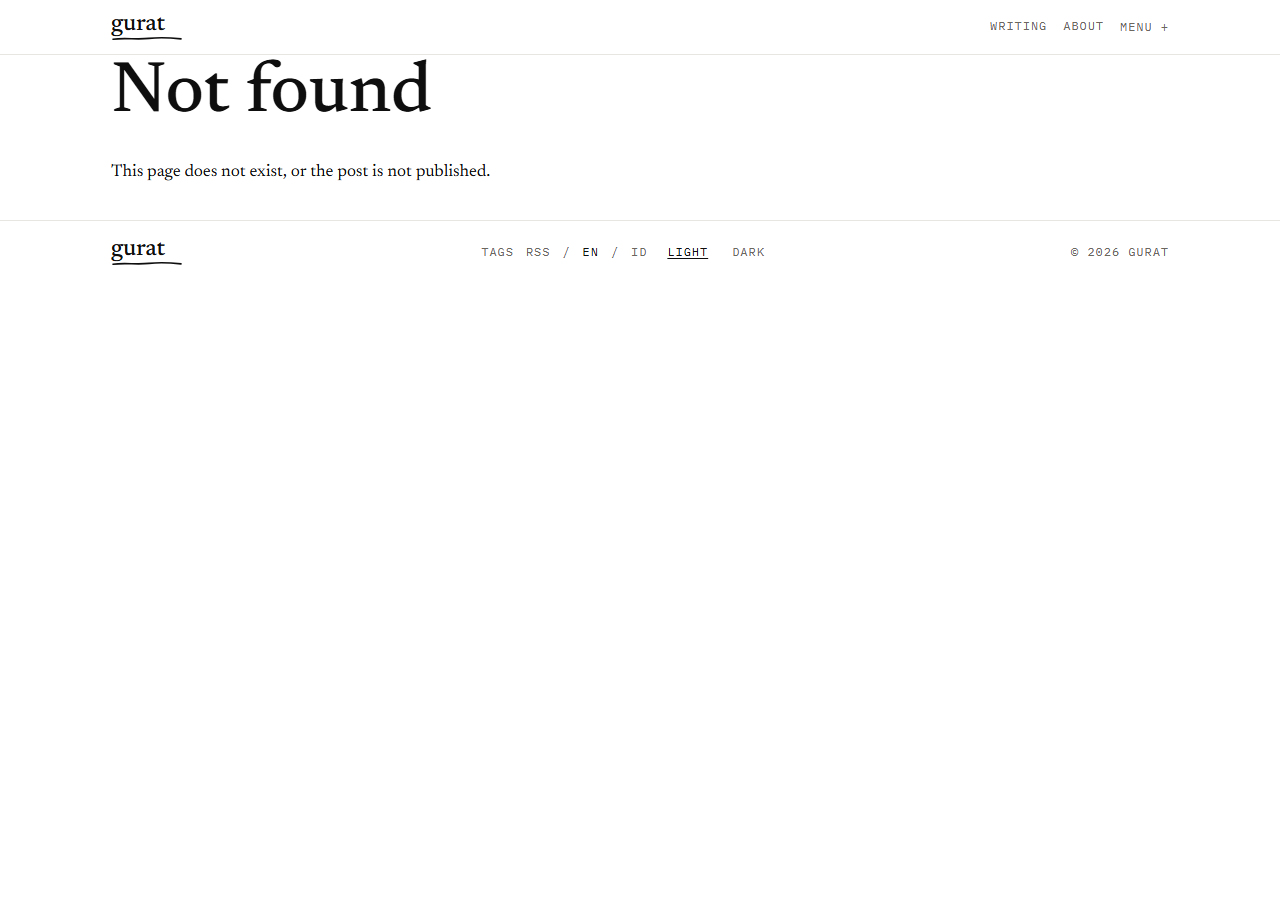 gurat
WRITING ABOUT MENU +
Not found
This page does not exist, or the post is not published.
gurat
TAGS RSS / EN / ID LIGHT DARK
© 2026 GURAT